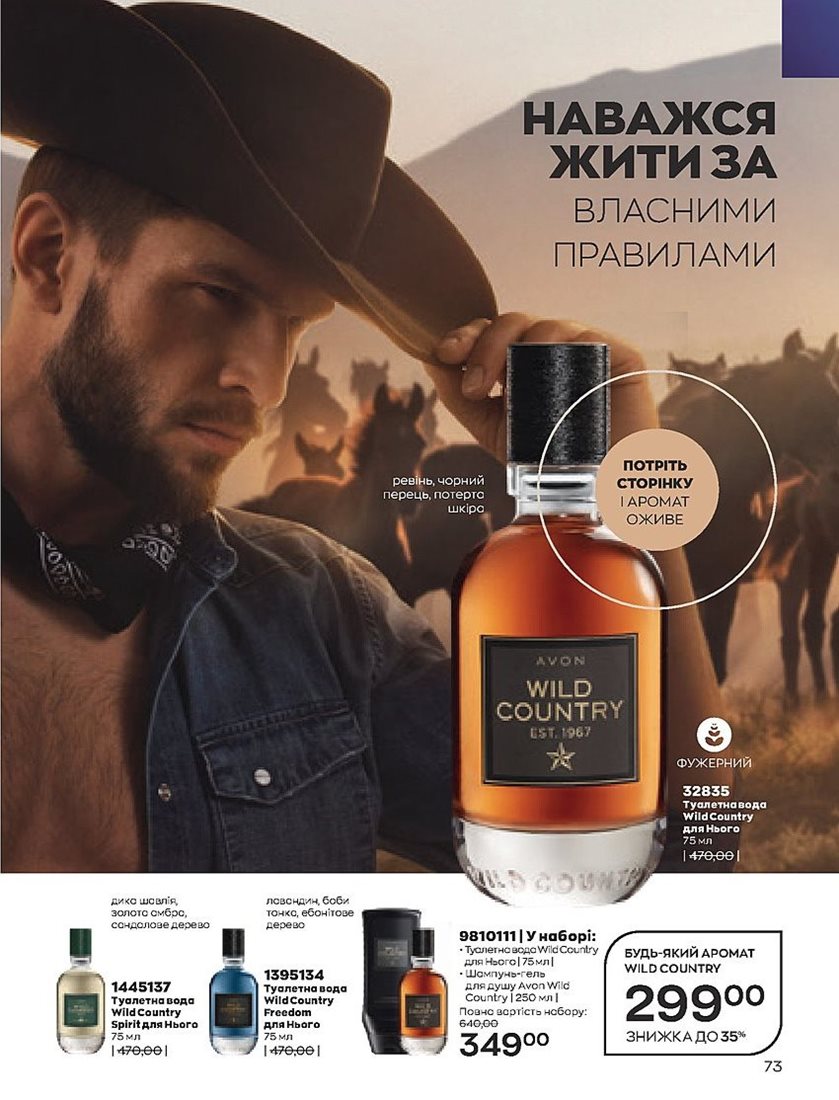 НАВАЖСЯ
ЖИТИ ЗА
ВЛАСНИМИ
ПРАВИЛАМИ
ревінь, чорний
перець, потерта
шкіра
ПОТРІТЬ
СТОРІНКУ
І АРОМАТ
ОЖИВЕ
AVON
WILD
COUNTRY
EST. 1967
WILD COUNTRY
ФУЖЕРНИЙ
32835
Туалетна вода
Wild Country
для Нього
75 мл
| 470,00 |
дика шавлія,
золота амбра,
сандалове дерево
1445137
Туалетна вода
Wild Country
Spirit для Нього
75 мл
| 470,00 |
лавандин, боби
тонка, ебонітове
дерево
1395134
Туалетна вода
Wild Country
Freedom
для Нього
75 мл
| 470,00 |
WILD
COUNTRY
9810111 | У наборі:
• Туалетна вода Wild Country
для Нього | 75 мл |
• Шампунь-гель
для душу Avon Wild
Country | 250 мл |
Повна вартість набору:
640,00
349⁰⁰
БУДЬ-ЯКИЙ АРОМАТ
WILD COUNTRY
299⁰⁰
ЗНИЖКА ДО 35%
73